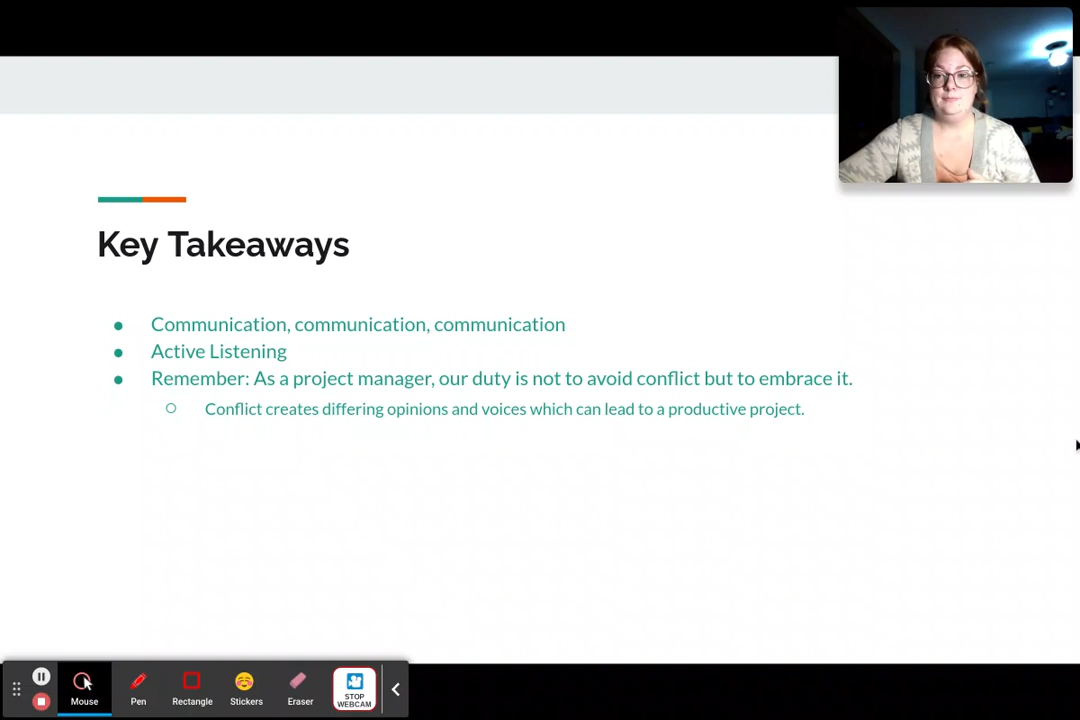 Key Takeaways
● Communication, communication, communication
● Active Listening
● Remember: As a project manager, our duty is not to avoid conflict but to embrace it.
○ Conflict creates differing opinions and voices which can lead to a productive project.
Mouse
Pen
Rectangle
Stickers
Eraser
STOP
WEBCAM